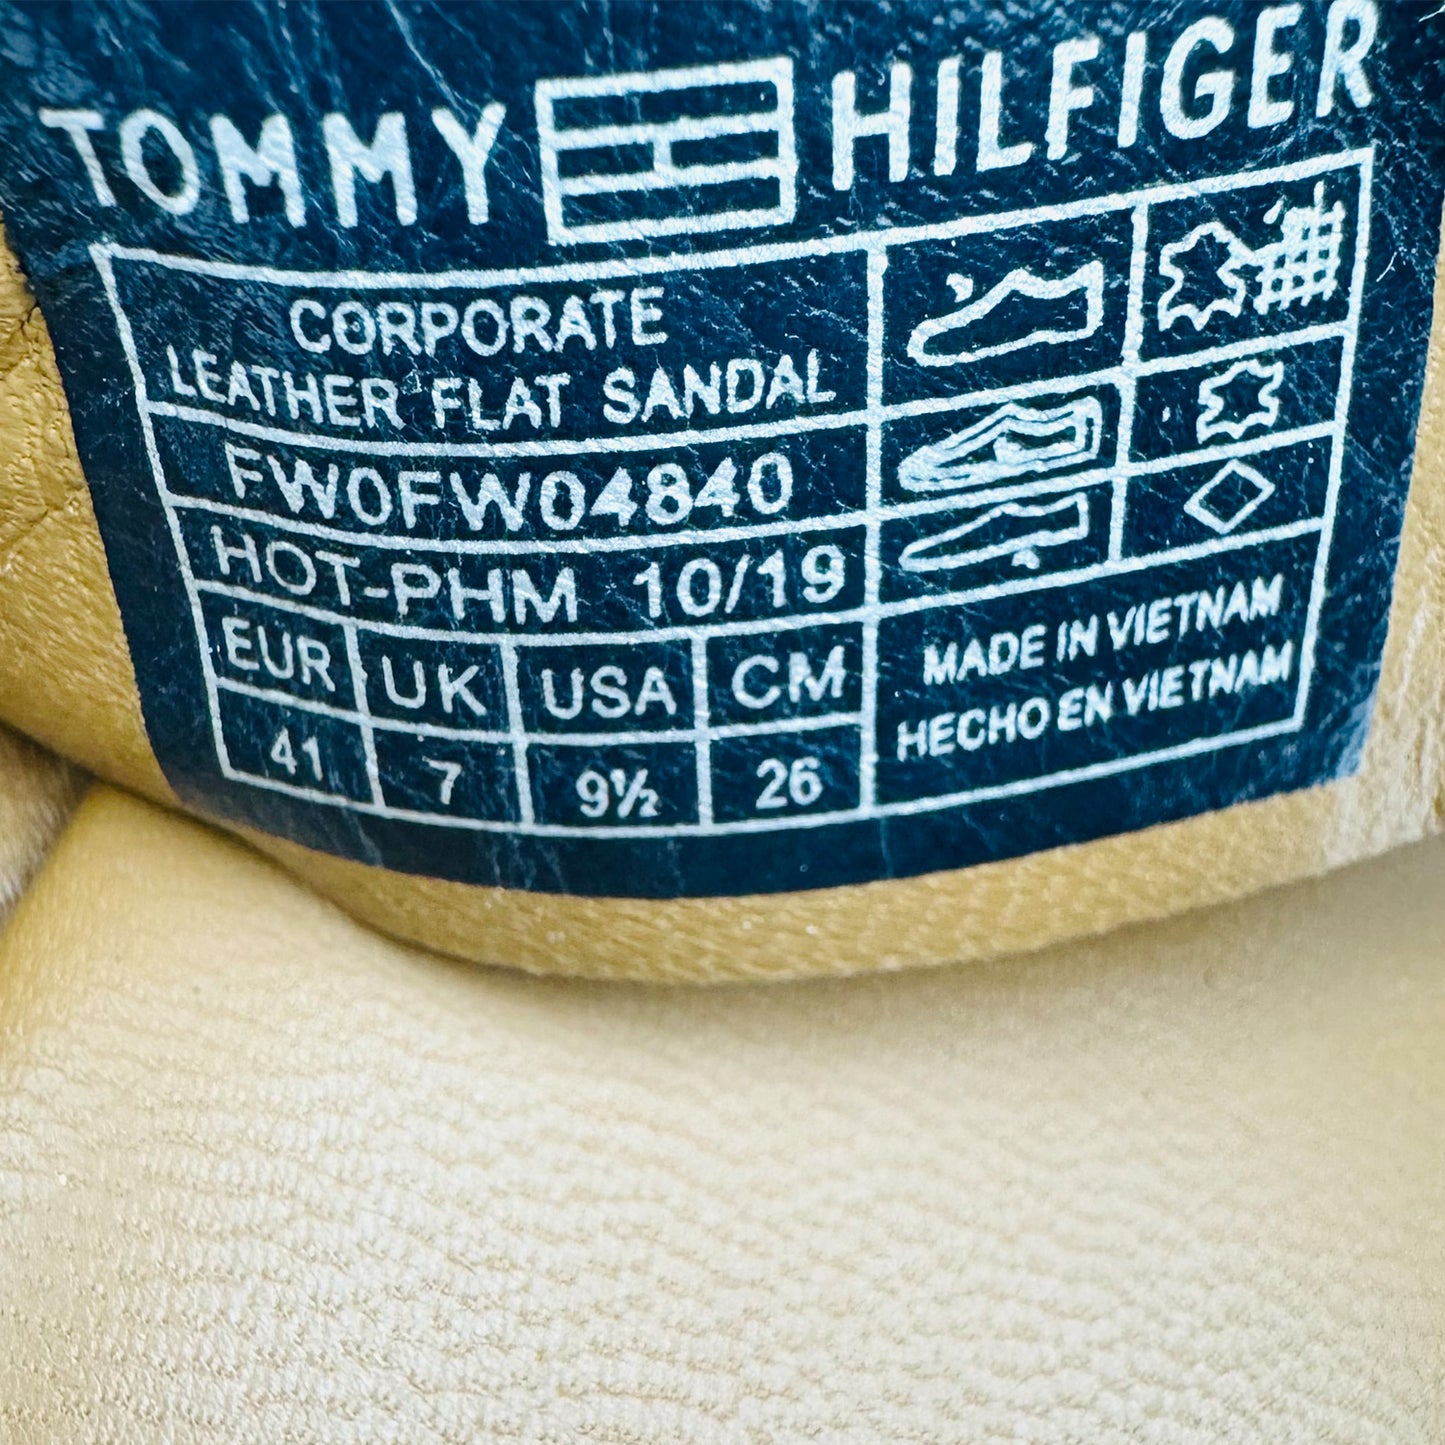 TOMMY HILFIGER
CORPORATE
LEATHER FLAT SANDAL
FW0FW04840
HOT-PHM 10/19
EUR UK USA CM
41 7 9½ 26
MADE IN VIETNAM
HECHO EN VIETNAM